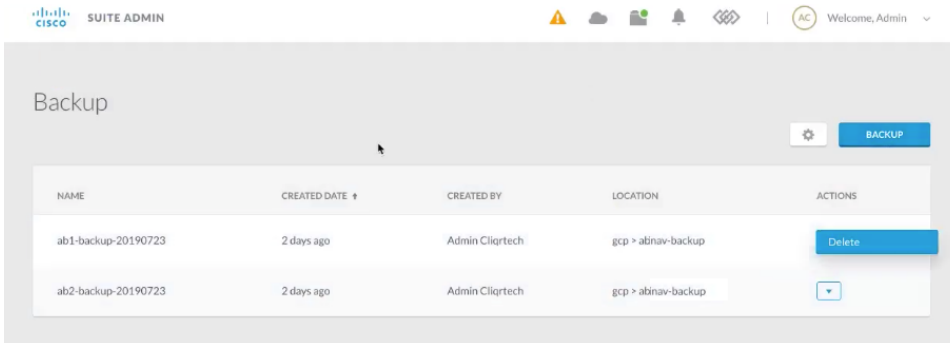 CISCO SUITE ADMIN AC Welcome, Admin
Backup
BACKUP
NAME CREATED DATE CREATED BY LOCATION ACTIONS
ab1-backup-20190723 2 days ago Admin Cliqrtech gcp > abinav-backup Delete
ab2-backup-20190723 2 days ago Admin Cliqrtech gcp > abinav-backup